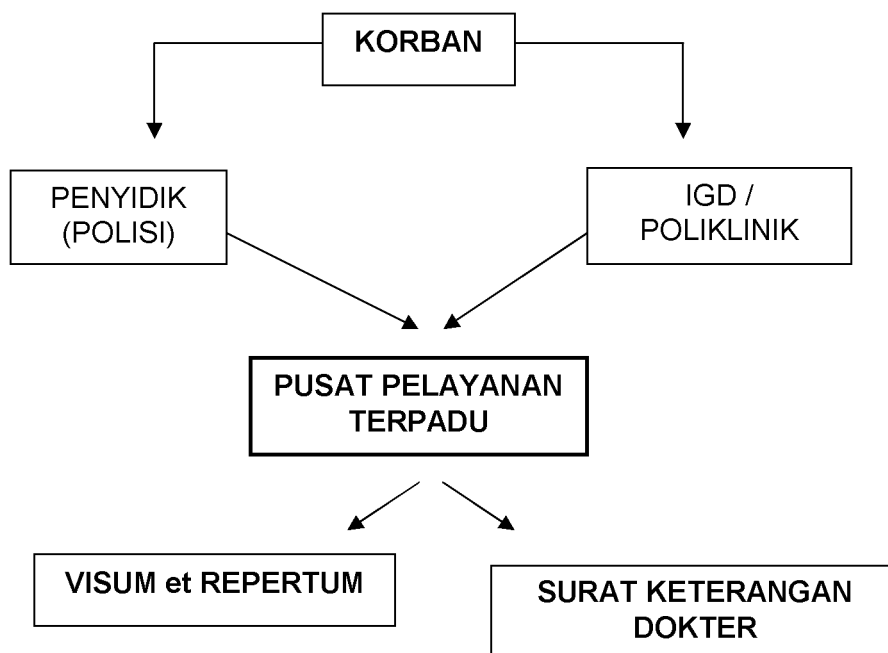 KORBAN
PENYIDIK
(POLISI)
IGD /
POLIKLINIK
PUSAT PELAYANAN
TERPADU
VISUM et REPERTUM
SURAT KETERANGAN
DOKTER